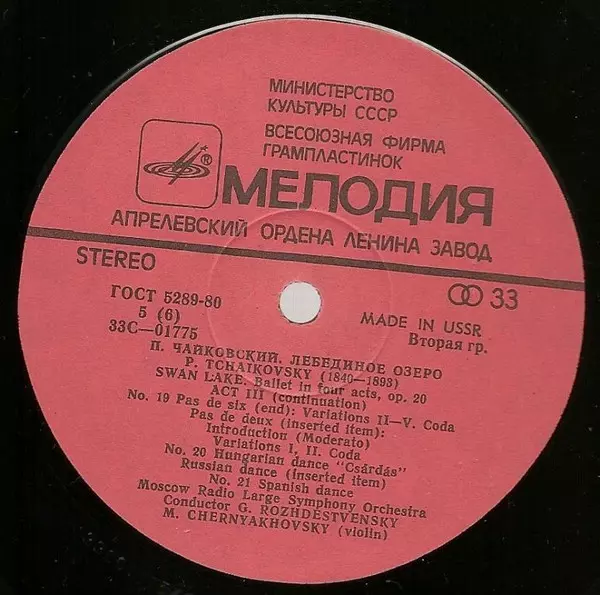 МИНИСТЕРСТВО
КУЛЬТУРЫ СССР
ВСЕСОЮЗНАЯ ФИРМА
ГРАМПЛАСТИНОК
®
МЕЛОДИЯ
АПРЕЛЕВСКИЙ ОРДЕНА ЛЕНИНА ЗАВОД
STEREO
33
ГОСТ 5289-80
5 (6)
33С—01775
MADE IN USSR
Вторая гр.
П. ЧАЙКОВСКИЙ. ЛЕБЕДИНОЕ ОЗЕРО
P. TCHAIKOVSKY (1840—1893)
SWAN LAKE. Ballet in four acts, op. 20
ACT III (continuation)
No. 19 Pas de six (end): Variations II—V. Coda
Pas de deux (inserted item):
Introduction (Moderato)
Variations I, II. Coda
No. 20 Hungarian dance "Csárdás"
Russian dance (inserted item)
No. 21 Spanish dance
Moscow Radio Large Symphony Orchestra
Conductor G. ROZHDESTVENSKY
M. CHERNYAKHOVSKY (violin)